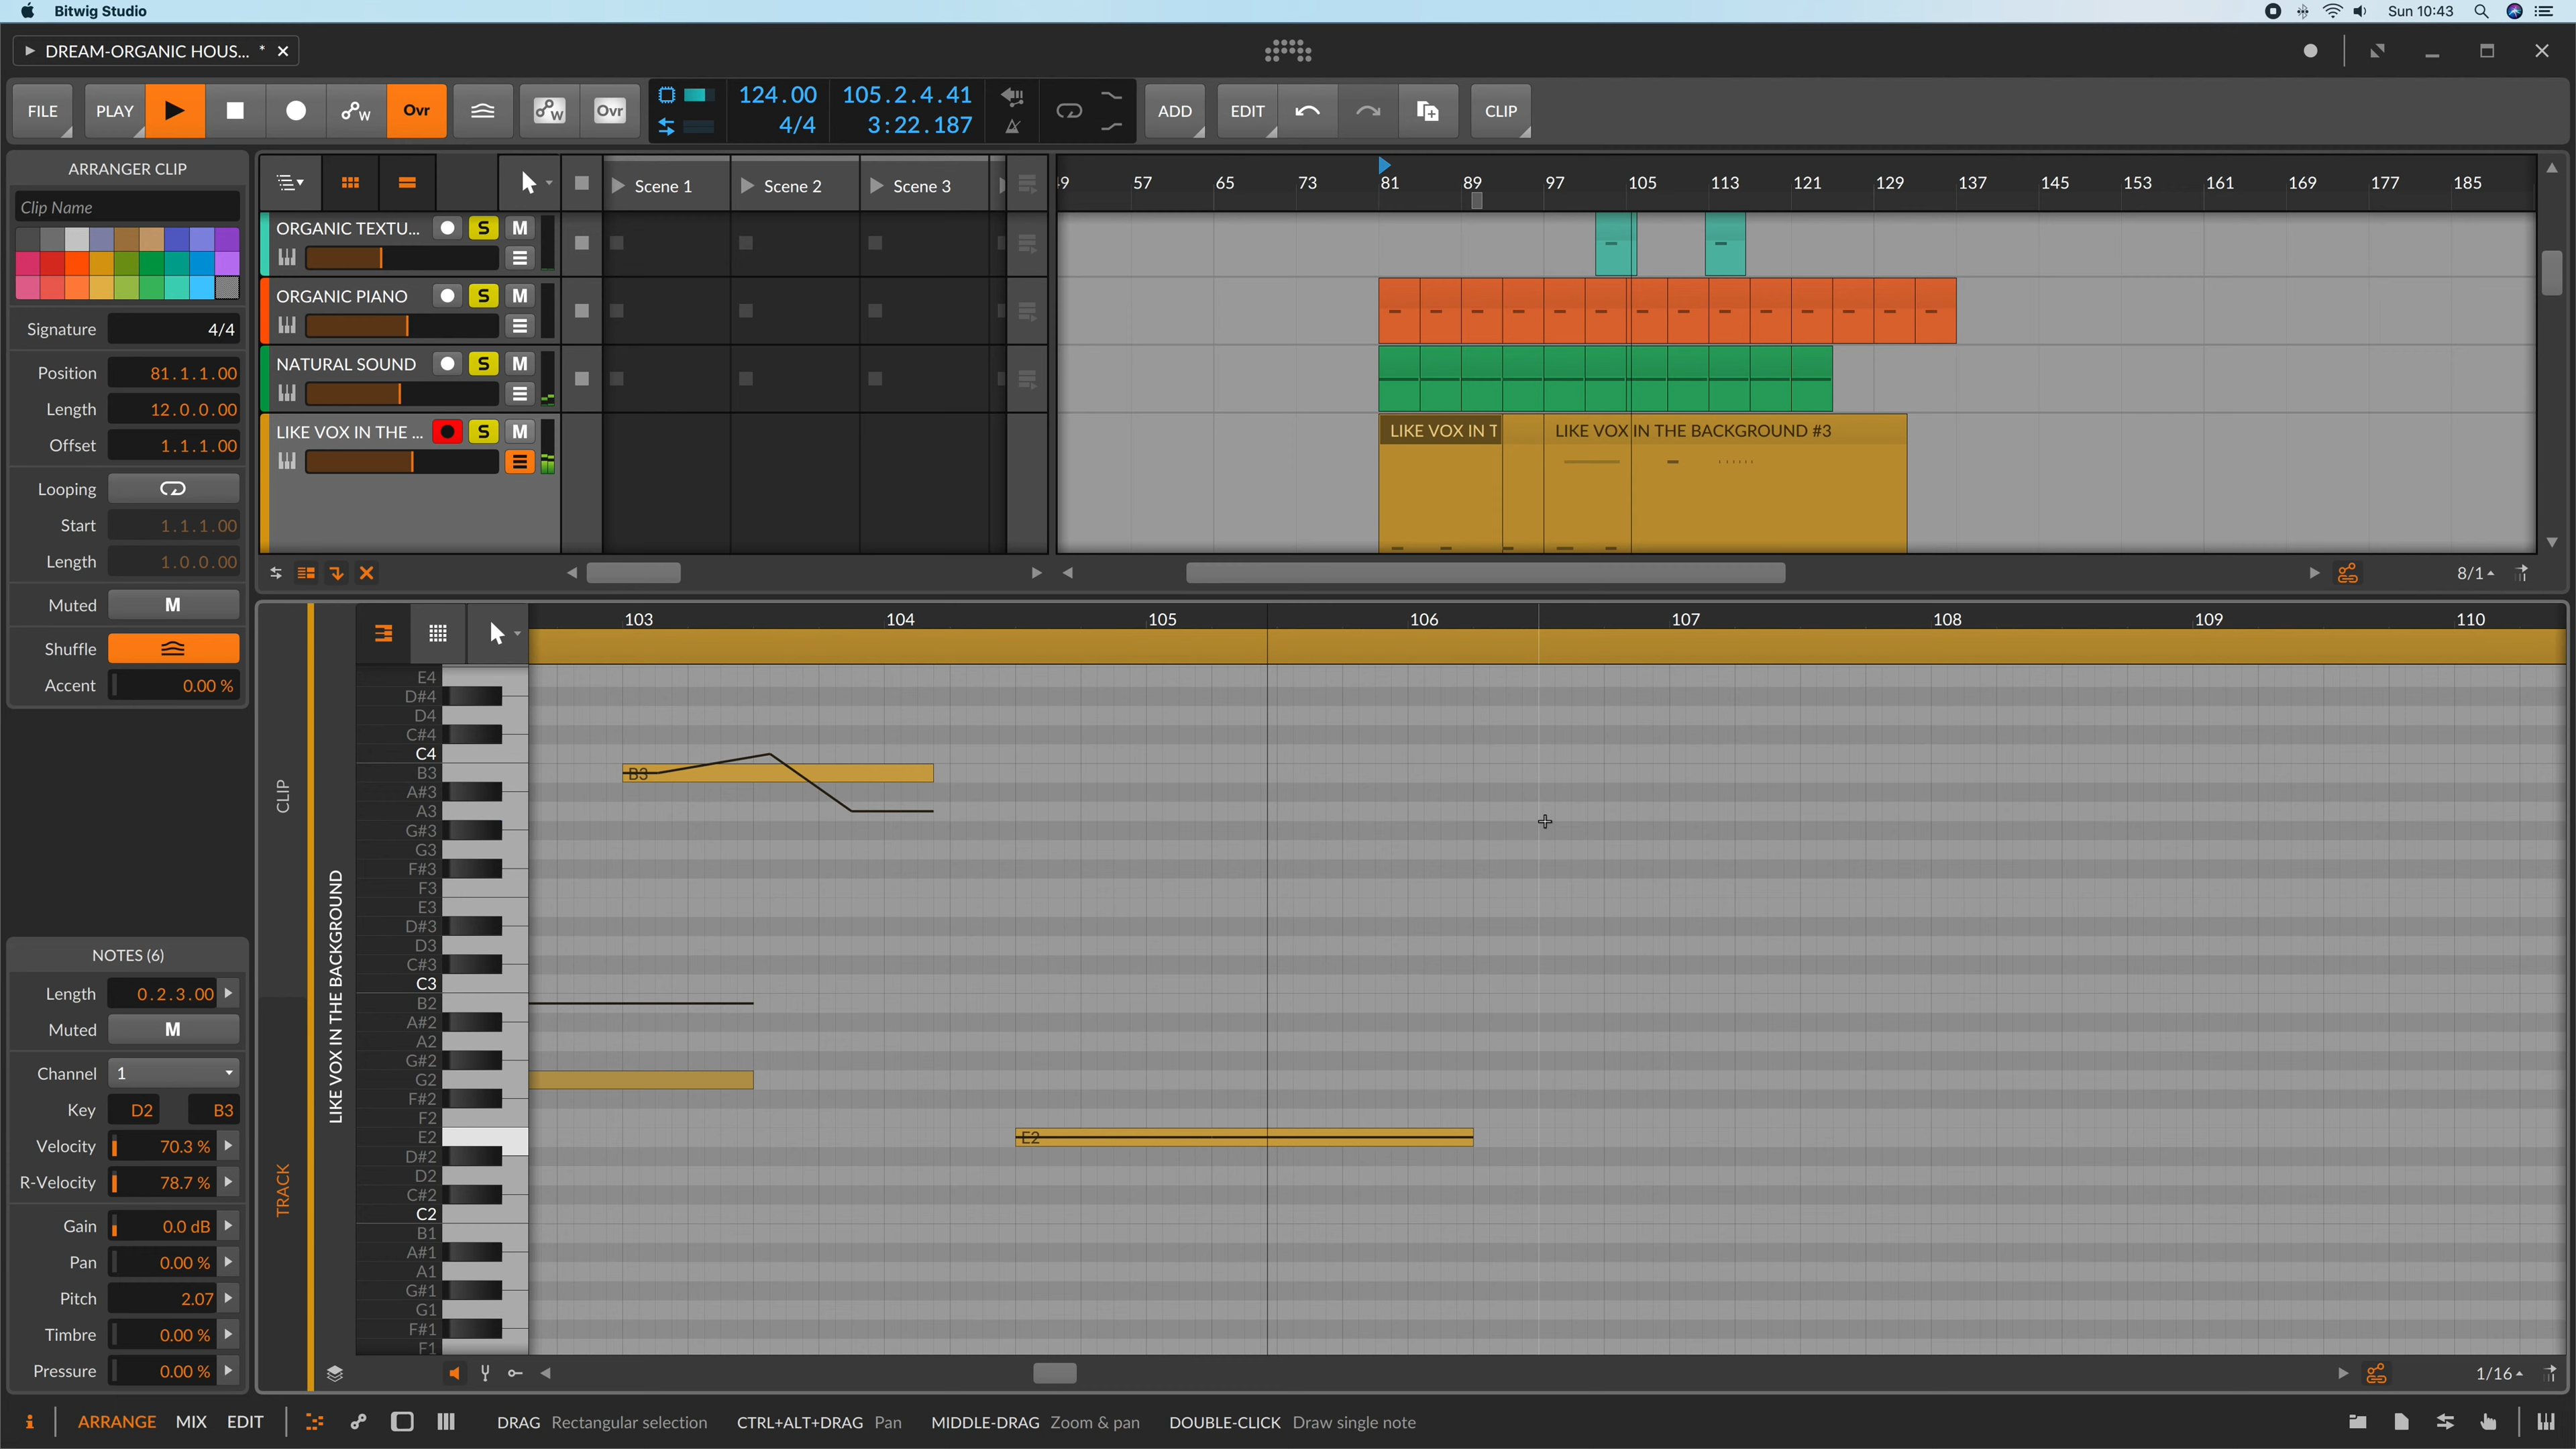 Bitwig Studio
Sun 10:43
DREAM-ORGANIC HOUS... *
FILE PLAY Ovr Ovr 124.00 4/4 105.2.4.41 3:22.187 ADD EDIT CLIP
ARRANGER CLIP
Clip Name
Signature 4/4
Position 81.1.1.00
Length 12.0.0.00
Offset 1.1.1.00
Looping
Start 1.1.1.00
Length 1.0.0.00
Muted M
Shuffle
Accent 0.00 %
NOTES (6)
Length 0.2.3.00
Muted M
Channel 1
Key D2 B3
Velocity 70.3 %
R-Velocity 78.7 %
Gain 0.0 dB
Pan 0.00 %
Pitch 2.07
Timbre 0.00 %
Pressure 0.00 %
Scene 1 Scene 2 Scene 3
57 65 73 81 89 97 105 113 121 129 137 145 153 161 169 177 185
ORGANIC TEXTU... S M
ORGANIC PIANO S M
NATURAL SOUND S M
LIKE VOX IN THE ... S M
LIKE VOX IN T LIKE VOX IN THE BACKGROUND #3
8/1
CLIP
TRACK
LIKE VOX IN THE BACKGROUND
103 104 105 106 107 108 109 110
E4
D#4
D4
C#4
C4
B3 B3
A#3
A3
G#3
G3
F#3
F3
E3
D#3
D3
C#3
C3
B2
A#2
A2
G#2
G2
F#2
F2
E2 E2
D#2
D2
C#2
C2
B1
A#1
A1
G#1
G1
F#1
F1
1/16
ARRANGE MIX EDIT DRAG Rectangular selection CTRL+ALT+DRAG Pan MIDDLE-DRAG Zoom & pan DOUBLE-CLICK Draw single note